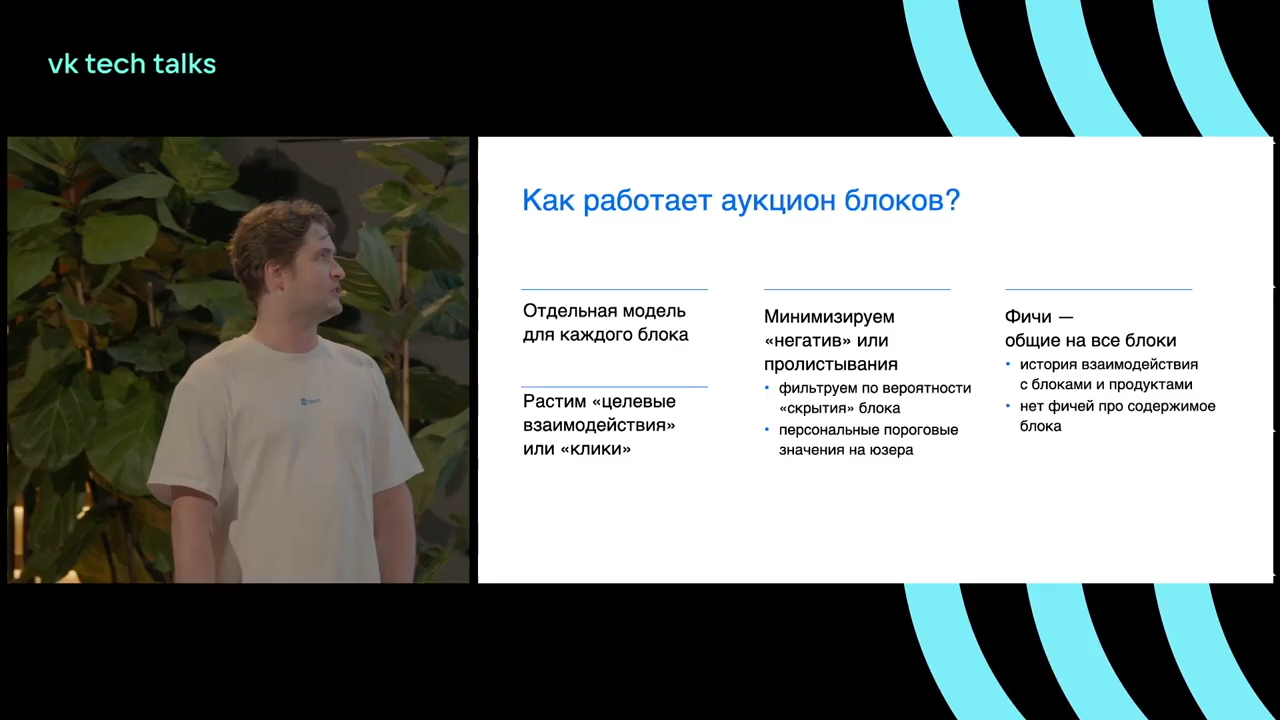 vk tech talks
Как работает аукцион блоков?
Отдельная модель
для каждого блока
Растим «целевые
взаимодействия»
или «клики»
Минимизируем
«негатив» или
пролистывания
• фильтруем по вероятности
«скрытия» блока
• персональные пороговые
значения на юзера
Фичи —
общие на все блоки
• история взаимодействия
с блоками и продуктами
• нет фичей про содержимое
блока